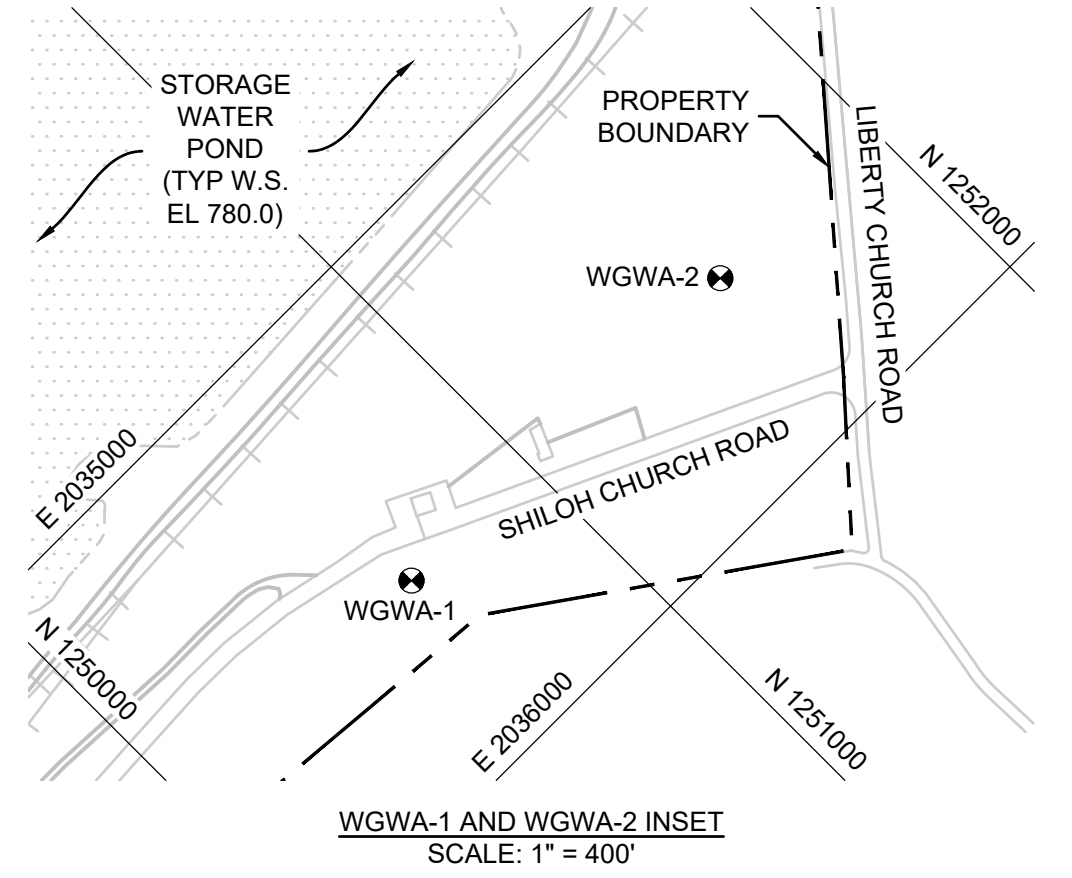 STORAGE
WATER
POND
(TYP W.S.
EL 780.0)
PROPERTY
BOUNDARY
LIBERTY CHURCH ROAD
N 1252000
WGWA-2
E 2035000
SHILOH CHURCH ROAD
WGWA-1
N 1250000
E 2036000
N 1251000
WGWA-1 AND WGWA-2 INSET
SCALE: 1" = 400'